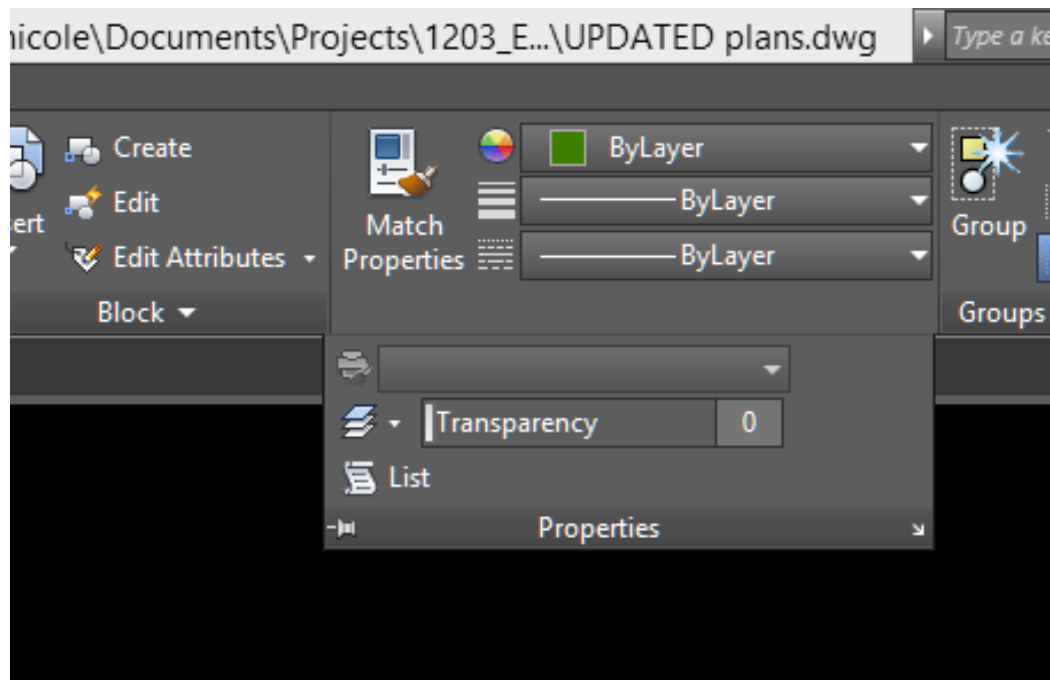 nicole\Documents\Projects\1203_E...\UPDATED plans.dwg
Type a ke
Create
Edit
Edit Attributes
ert
Block
Match
Properties
ByLayer
ByLayer
ByLayer
Group
Groups
Transparency 0
List
Properties